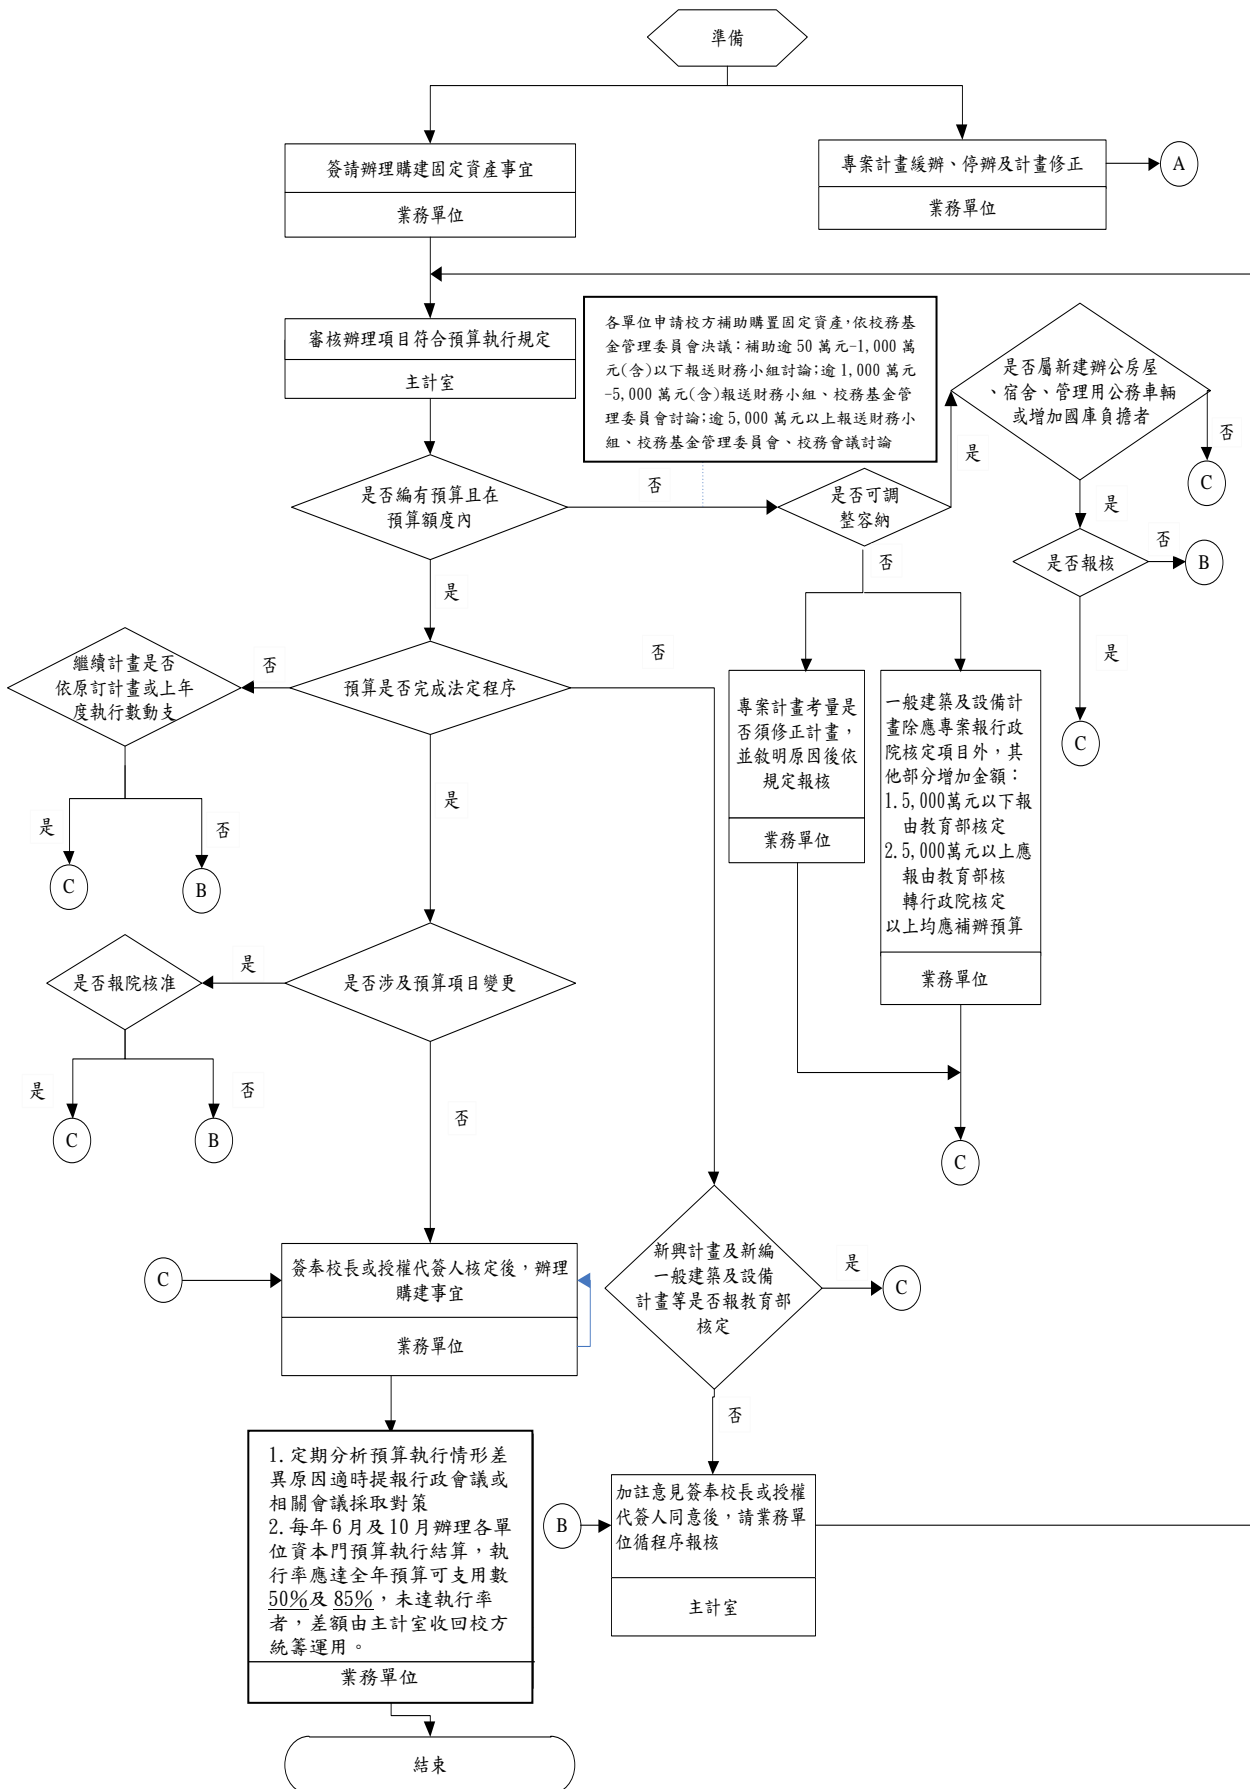 準備
簽請辦理購建固定資產事宜
業務單位
專案計畫緩辦、停辦及計畫修正
業務單位
A
審核辦理項目符合預算執行規定
主計室
各單位申請校方補助購置固定資產,依校務基
金管理委員會決議:補助逾50萬元-1,000萬
元(含)以下報送財務小組討論;逾1,000萬元
-5,000萬元(含)報送財務小組、校務基金管
理委員會討論;逾5,000萬元以上報送財務小
組、校務基金管理委員會、校務會議討論
是否屬新建辦公房屋
、宿舍、管理用公務車輛
或增加國庫負擔者
否
C
是
是否編有預算且在
預算額度內
否
是否可調
整容納
是
是否報核
否
B
是
C
否
是
繼續計畫是否
依原訂計畫或上年
度執行數動支
否
預算是否完成法定程序
否
專案計畫考量是
否須修正計畫,
並敘明原因後依
規定報核
業務單位
一般建築及設備計
畫除應專案報行政
院核定項目外,其
他部分增加金額:
1.5,000萬元以下報
由教育部核定
2.5,000萬元以上應
報由教育部核
轉行政院核定
以上均應補辦預算
業務單位
是
否
C
B
是
是否報院核准
是
是否涉及預算項目變更
是
否
C
B
否
C
C
簽奉校長或授權代簽人核定後,辦理
購建事宜
業務單位
新興計畫及新編
一般建築及設備
計畫等是否報教育部
核定
是
C
否
1.定期分析預算執行情形差
異原因適時提報行政會議或
相關會議採取對策
2.每年6月及10月辦理各單
位資本門預算執行結算,執
行率應達全年預算可支用數
50%及85%,未達執行率
者,差額由主計室收回校方
統籌運用。
業務單位
B
加註意見簽奉校長或授權
代簽人同意後,請業務單
位循程序報核
主計室
結束